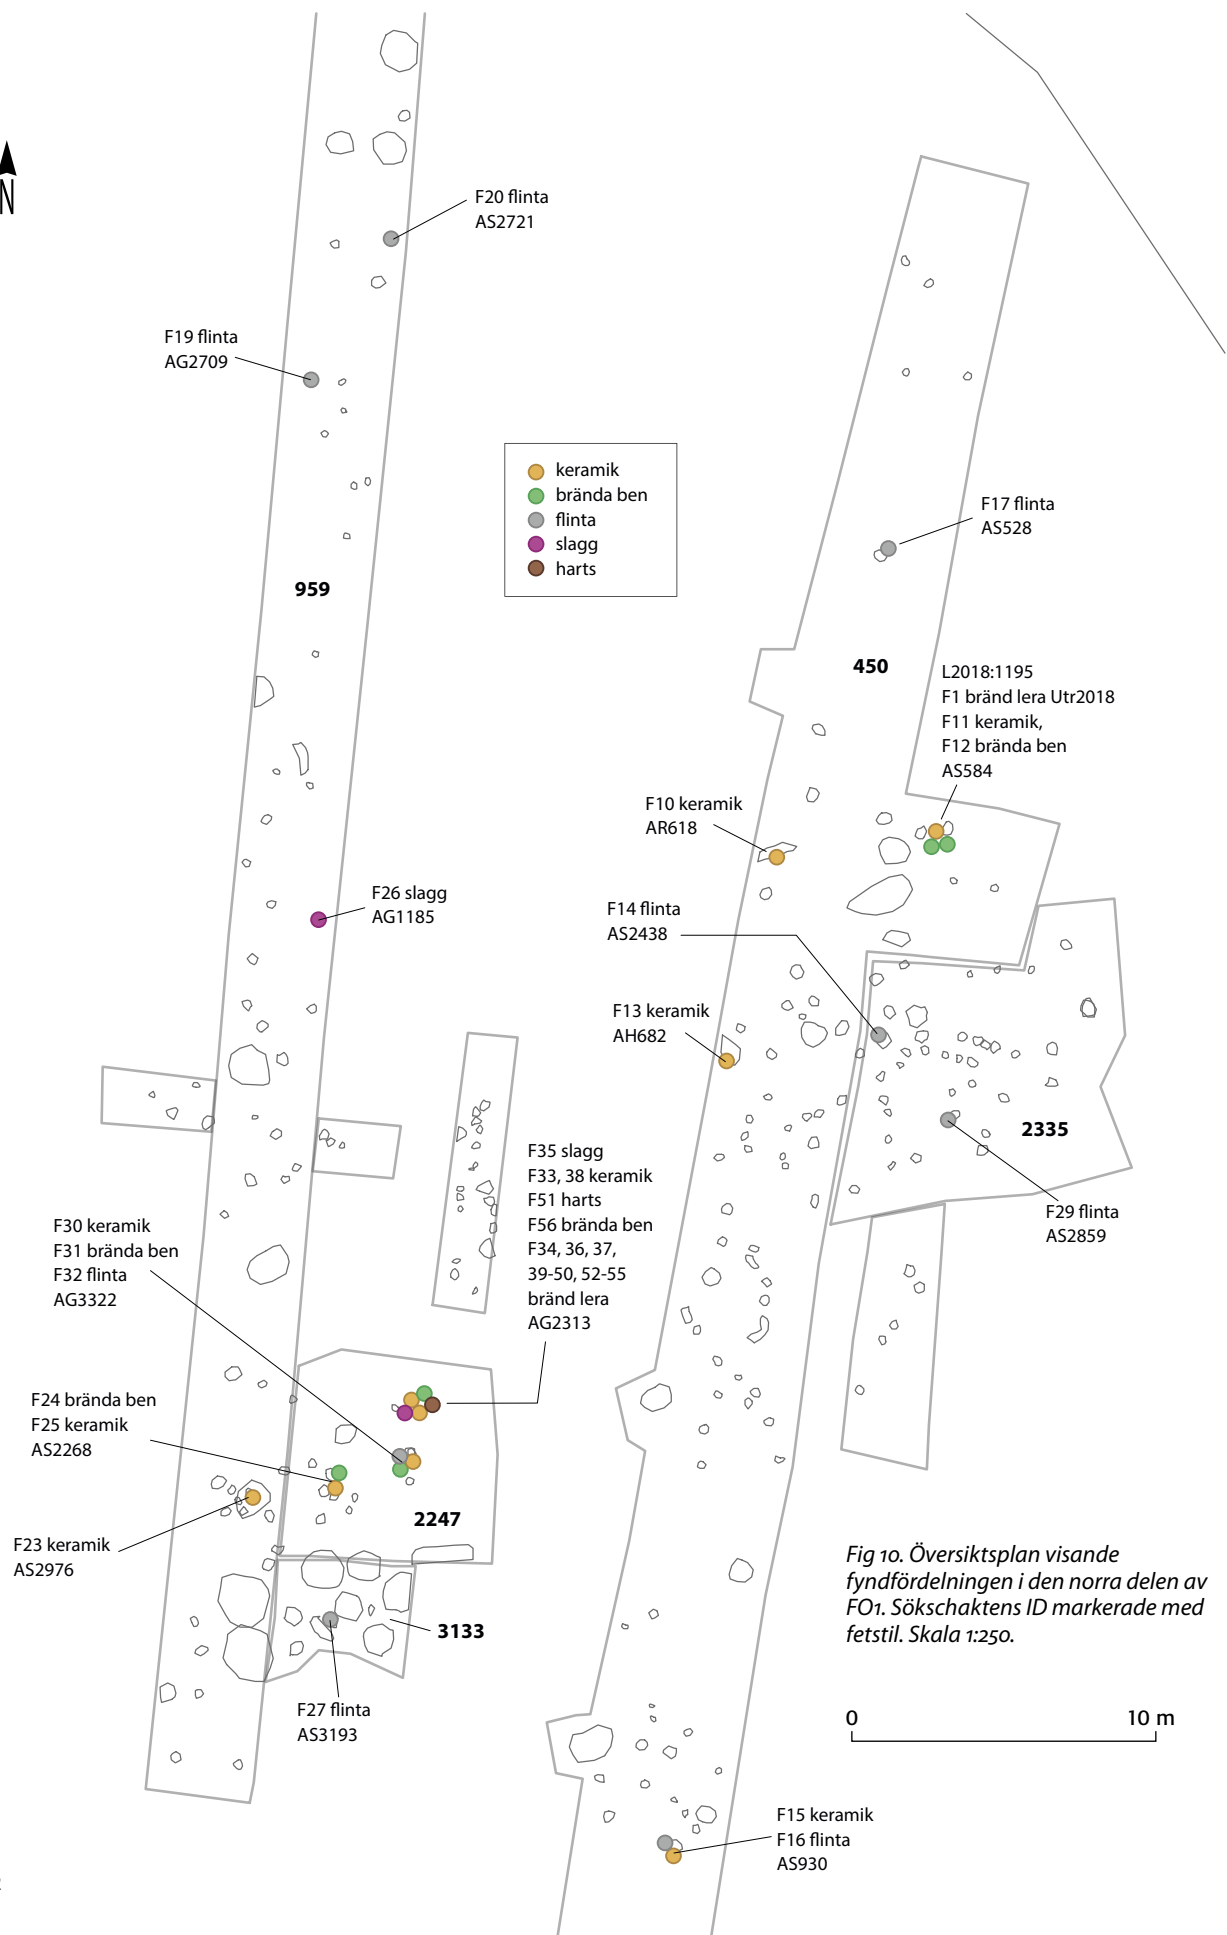 N
F20 flinta
AS2721
F19 flinta
AG2709
keramik
brända ben
flinta
slagg
harts
F17 flinta
AS528
959
450
L2018:1195
F1 bränd lera Utr2018
F11 keramik,
F12 brända ben
AS584
F10 keramik
AR618
F26 slagg
AG1185
F14 flinta
AS2438
F13 keramik
AH682
2335
F35 slagg
F33, 38 keramik
F51 harts
F56 brända ben
F34, 36, 37,
39-50, 52-55
bränd lera
AG2313
F29 flinta
AS2859
F30 keramik
F31 brända ben
F32 flinta
AG3322
F24 brända ben
F25 keramik
AS2268
2247
F23 keramik
AS2976
3133
F27 flinta
AS3193
Fig 10. Översiktsplan visande
fyndfördelningen i den norra delen av
FO1. Sökschaktens ID markerade med
fetstil. Skala 1:250.
0 10 m
F15 keramik
F16 flinta
AS930